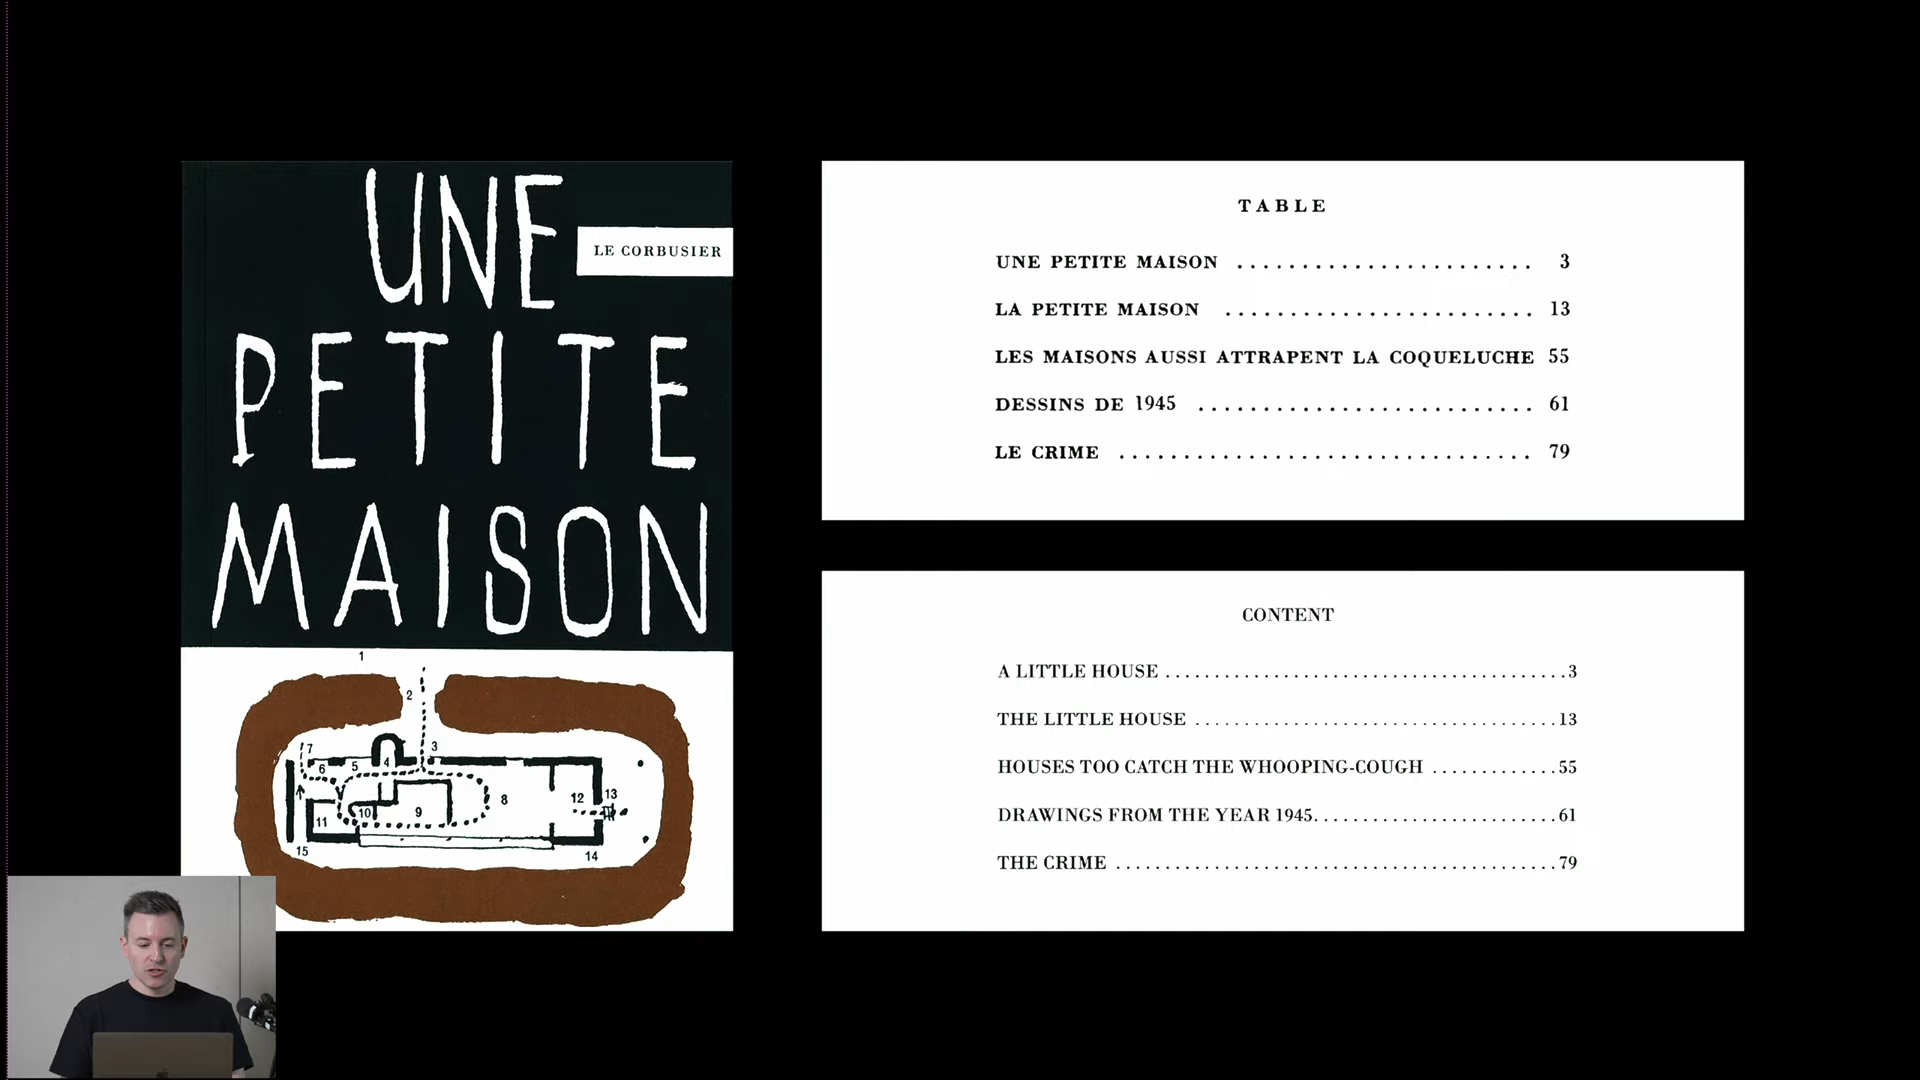 UNE
LE CORBUSIER
PETITE
MAISON
1
2
3
7
6
5
4
8
9
10
11
12
13
14
15
TABLE
UNE PETITE MAISON ....................... 3
LA PETITE MAISON ........................ 13
LES MAISONS AUSSI ATTRAPENT LA COQUELUCHE 55
DESSINS DE 1945 .......................... 61
LE CRIME ................................ 79
CONTENT
A LITTLE HOUSE ...................................... 3
THE LITTLE HOUSE ................................... 13
HOUSES TOO CATCH THE WHOOPING-COUGH ............ 55
DRAWINGS FROM THE YEAR 1945 ....................... 61
THE CRIME .......................................... 79